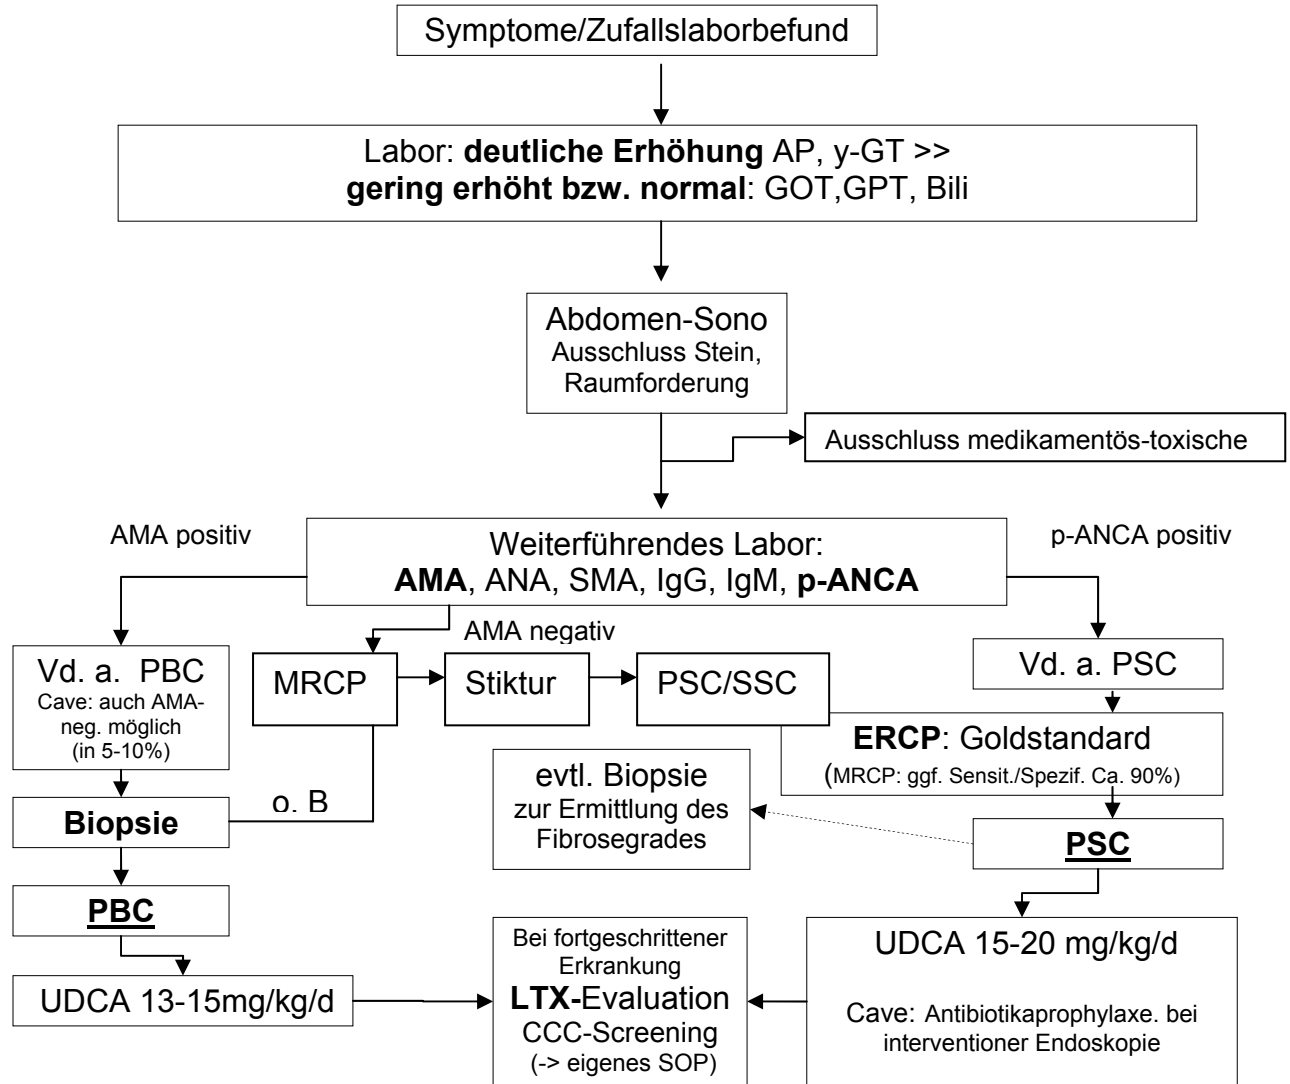 Symptome/Zufallslaborbefund
Labor: deutliche Erhöhung AP, y-GT >>
gering erhöht bzw. normal: GOT,GPT, Bili
Abdomen-Sono
Ausschluss Stein,
Raumforderung
Ausschluss medikamentös-toxische
AMA positiv
Weiterführendes Labor:
AMA, ANA, SMA, IgG, IgM, p-ANCA
p-ANCA positiv
AMA negativ
Vd. a. PBC
Cave: auch AMA-
neg. möglich
(in 5-10%)
MRCP
Stiktur
PSC/SSC
Vd. a. PSC
ERCP: Goldstandard
(MRCP: ggf. Sensit./Spezif. Ca. 90%)
evtl. Biopsie
zur Ermittlung des
Fibrosegrades
o. B
Biopsie
PSC
PBC
UDCA 13-15mg/kg/d
Bei fortgeschrittener
Erkrankung
LTX-Evaluation
CCC-Screening
(-> eigenes SOP)
UDCA 15-20 mg/kg/d
Cave: Antibiotikaprophylaxe. bei
interventioner Endoskopie